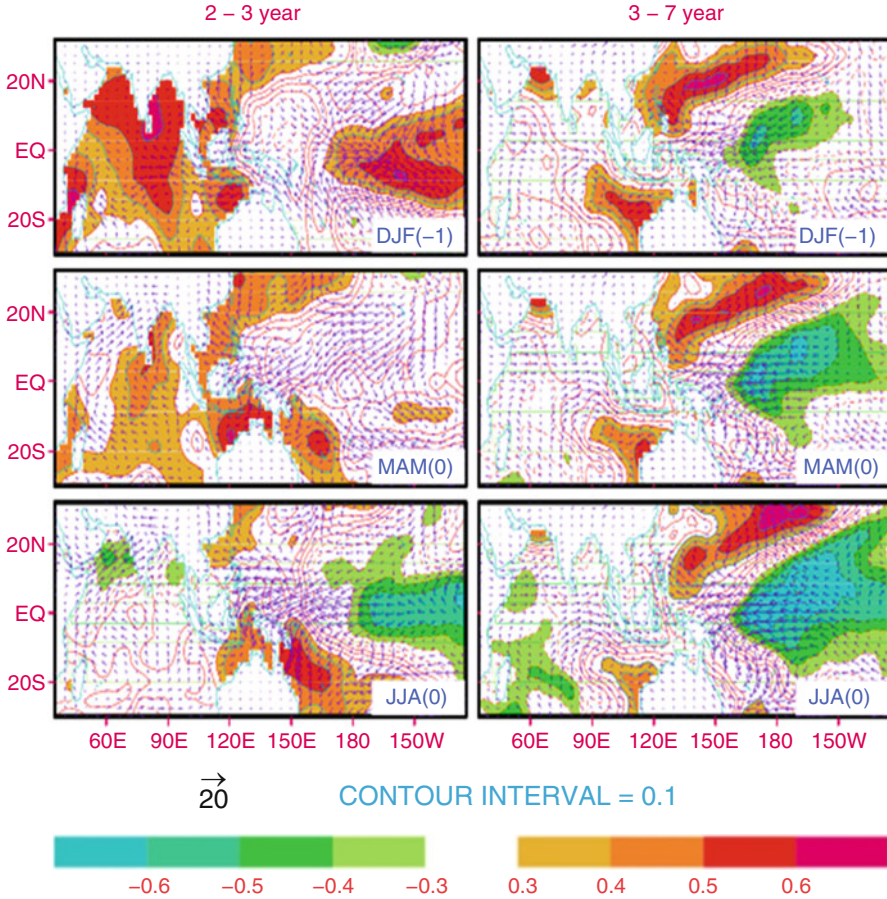 2 – 3 year
3 – 7 year
20N
EQ
20S
DJF(−1)
DJF(−1)
20N
EQ
20S
MAM(0)
MAM(0)
20N
EQ
20S
JJA(0)
JJA(0)
60E 90E 120E 150E 180 150W
60E 90E 120E 150E 180 150W
20
CONTOUR INTERVAL = 0.1
−0.6 −0.5 −0.4 −0.3
0.3 0.4 0.5 0.6